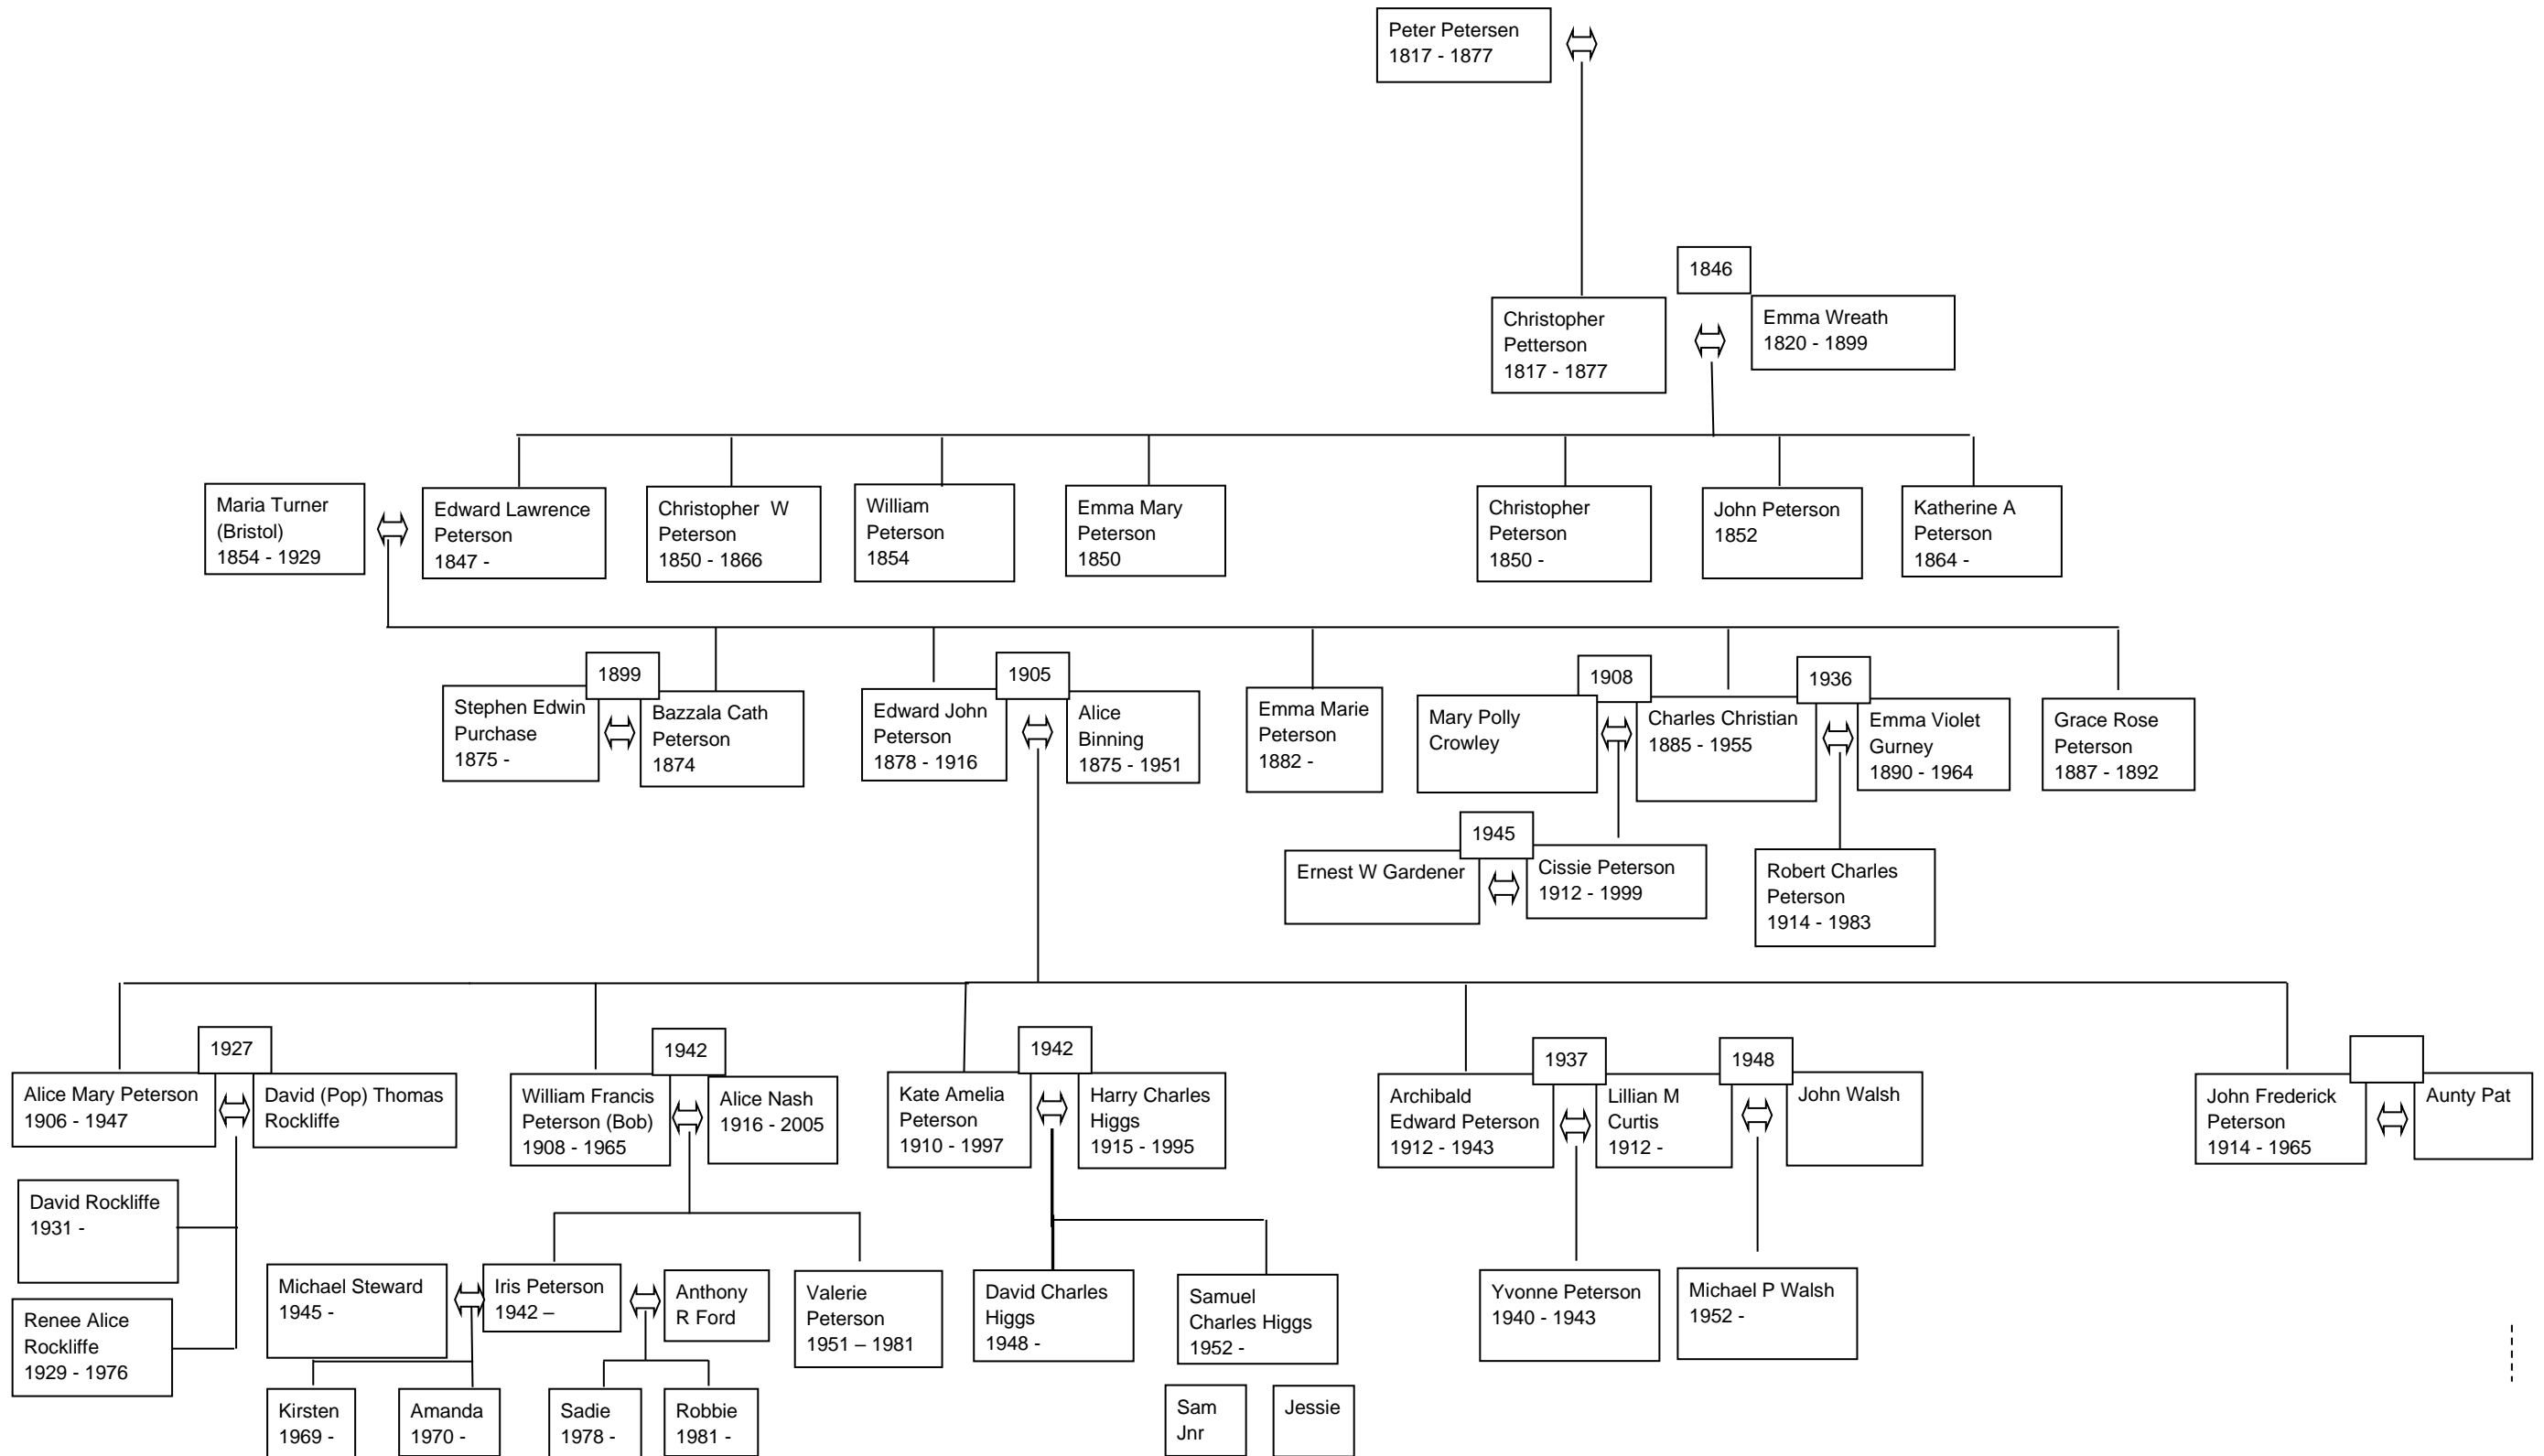 Peter Petersen
1817 - 1877
1846
Christopher
Petterson
1817 - 1877
Emma Wreath
1820 - 1899
Maria Turner
(Bristol)
1854 - 1929
Edward Lawrence
Peterson
1847 -
Christopher W
Peterson
1850 - 1866
William
Peterson
1854
Emma Mary
Peterson
1850
Christopher
Peterson
1850 -
John Peterson
1852
Katherine A
Peterson
1864 -
1899
Stephen Edwin
Purchase
1875 -
Bazzala Cath
Peterson
1874
1905
Edward John
Peterson
1878 - 1916
Alice
Binning
1875 - 1951
Emma Marie
Peterson
1882 -
1908
Mary Polly
Crowley
Charles Christian
1885 - 1955
1936
Emma Violet
Gurney
1890 - 1964
Grace Rose
Peterson
1887 - 1892
1945
Ernest W Gardener
Cissie Peterson
1912 - 1999
Robert Charles
Peterson
1914 - 1983
1927
Alice Mary Peterson
1906 - 1947
David (Pop) Thomas
Rockliffe
1942
William Francis
Peterson (Bob)
1908 - 1965
Alice Nash
1916 - 2005
1942
Kate Amelia
Peterson
1910 - 1997
Harry Charles
Higgs
1915 - 1995
1937
Archibald
Edward Peterson
1912 - 1943
Lillian M
Curtis
1912 -
1948
John Walsh
John Frederick
Peterson
1914 - 1965
Aunty Pat
David Rockliffe
1931 -
Renee Alice
Rockliffe
1929 - 1976
Michael Steward
1945 -
Iris Peterson
1942 –
Anthony
R Ford
Valerie
Peterson
1951 – 1981
David Charles
Higgs
1948 -
Samuel
Charles Higgs
1952 -
Yvonne Peterson
1940 - 1943
Michael P Walsh
1952 -
Kirsten
1969 -
Amanda
1970 -
Sadie
1978 -
Robbie
1981 -
Sam
Jnr
Jessie